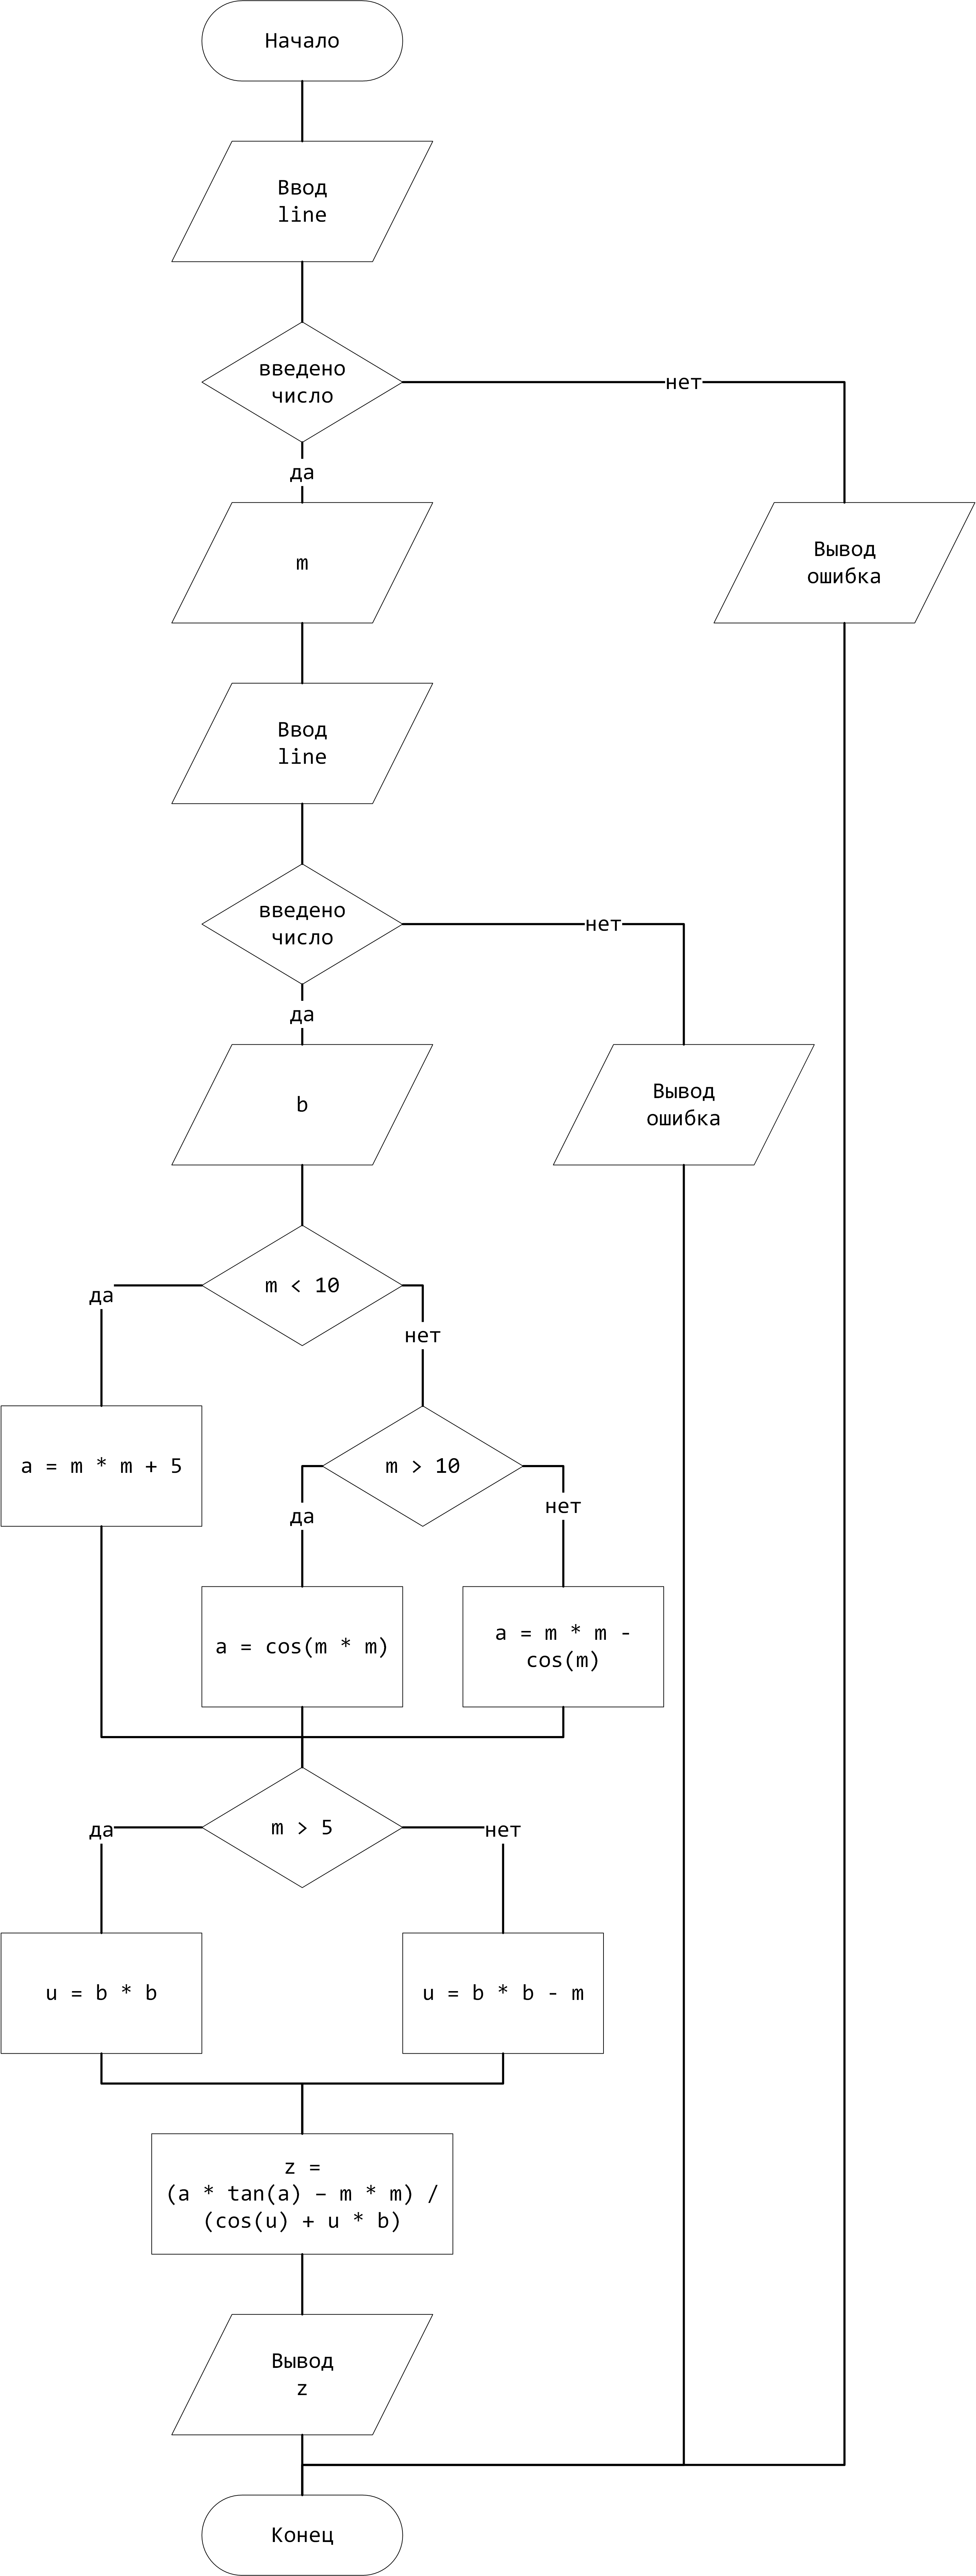 Начало
Ввод
line
введено
число
нет
да
m
Вывод
ошибка
Ввод
line
введено
число
нет
да
b
Вывод
ошибка
m < 10
да
нет
a = m * m + 5
m > 10
да
нет
a = cos(m * m)
a = m * m -
cos(m)
m > 5
да
нет
u = b * b
u = b * b - m
z =
(a * tan(a) – m * m) /
(cos(u) + u * b)
Вывод
z
Конец